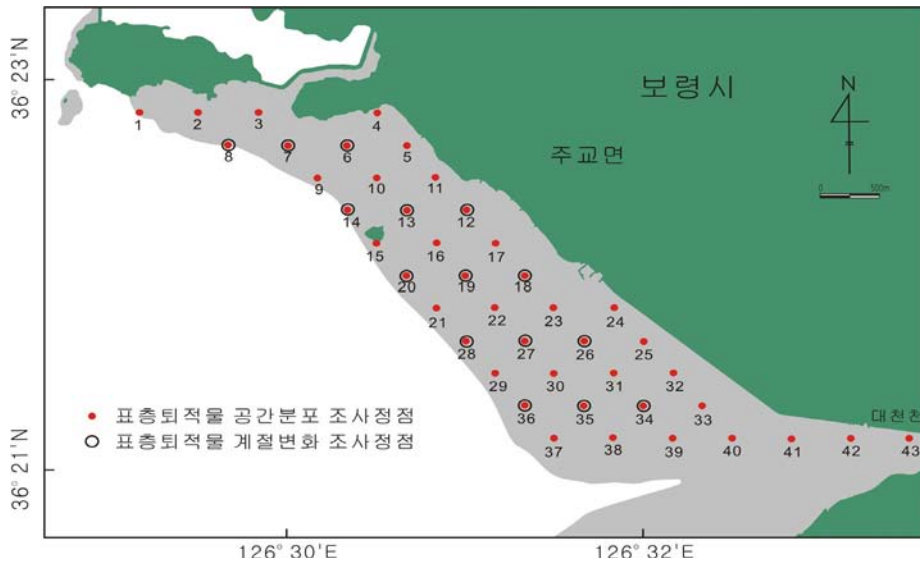 36° 23'N
보령시
N
주교면
0 500m
1 2 3 4
8 7 6 5
9 10 11
14 13 12
15 16 17
20 19 18
21 22 23 24
28 27 26 25
29 30 31 32
36 35 34 33
37 38 39 40 41 42 43
대천천
표층퇴적물 공간분포 조사정점
표층퇴적물 계절변화 조사정점
36° 21'N
126° 30'E 126° 32'E